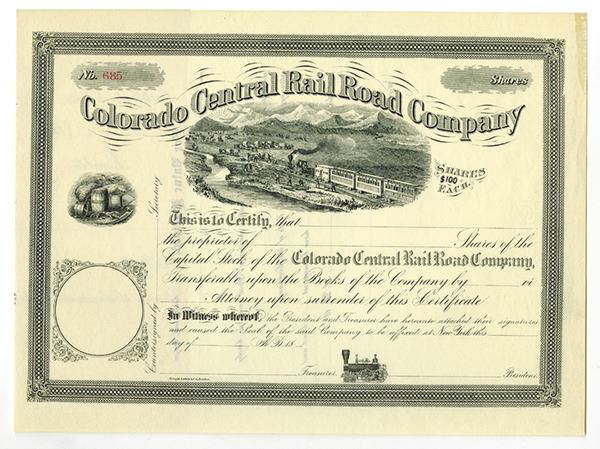 No. 685
Shares
Colorado Central Rail Road Company
SHARES
$100
EACH.
This is to Certify, that
the proprietor of Shares of the
Capital Stock of the Colorado Central Rail Road Company,
Transferable upon the Books of the Company by or
Attorney upon surrender of this Certificate
In Witness whereof, the President and Treasurer have hereunto attached their signatures
and caused the Seal of the said Company to be affixed at New York this
day of A.D. 18
Treasurer. President.
Countersigned by
Secretary